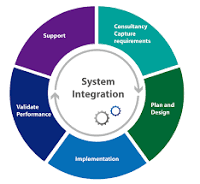 Support
Consultancy
Capture
requirements
System
Integration
Validate
Performance
Plan and
Design
Implementation